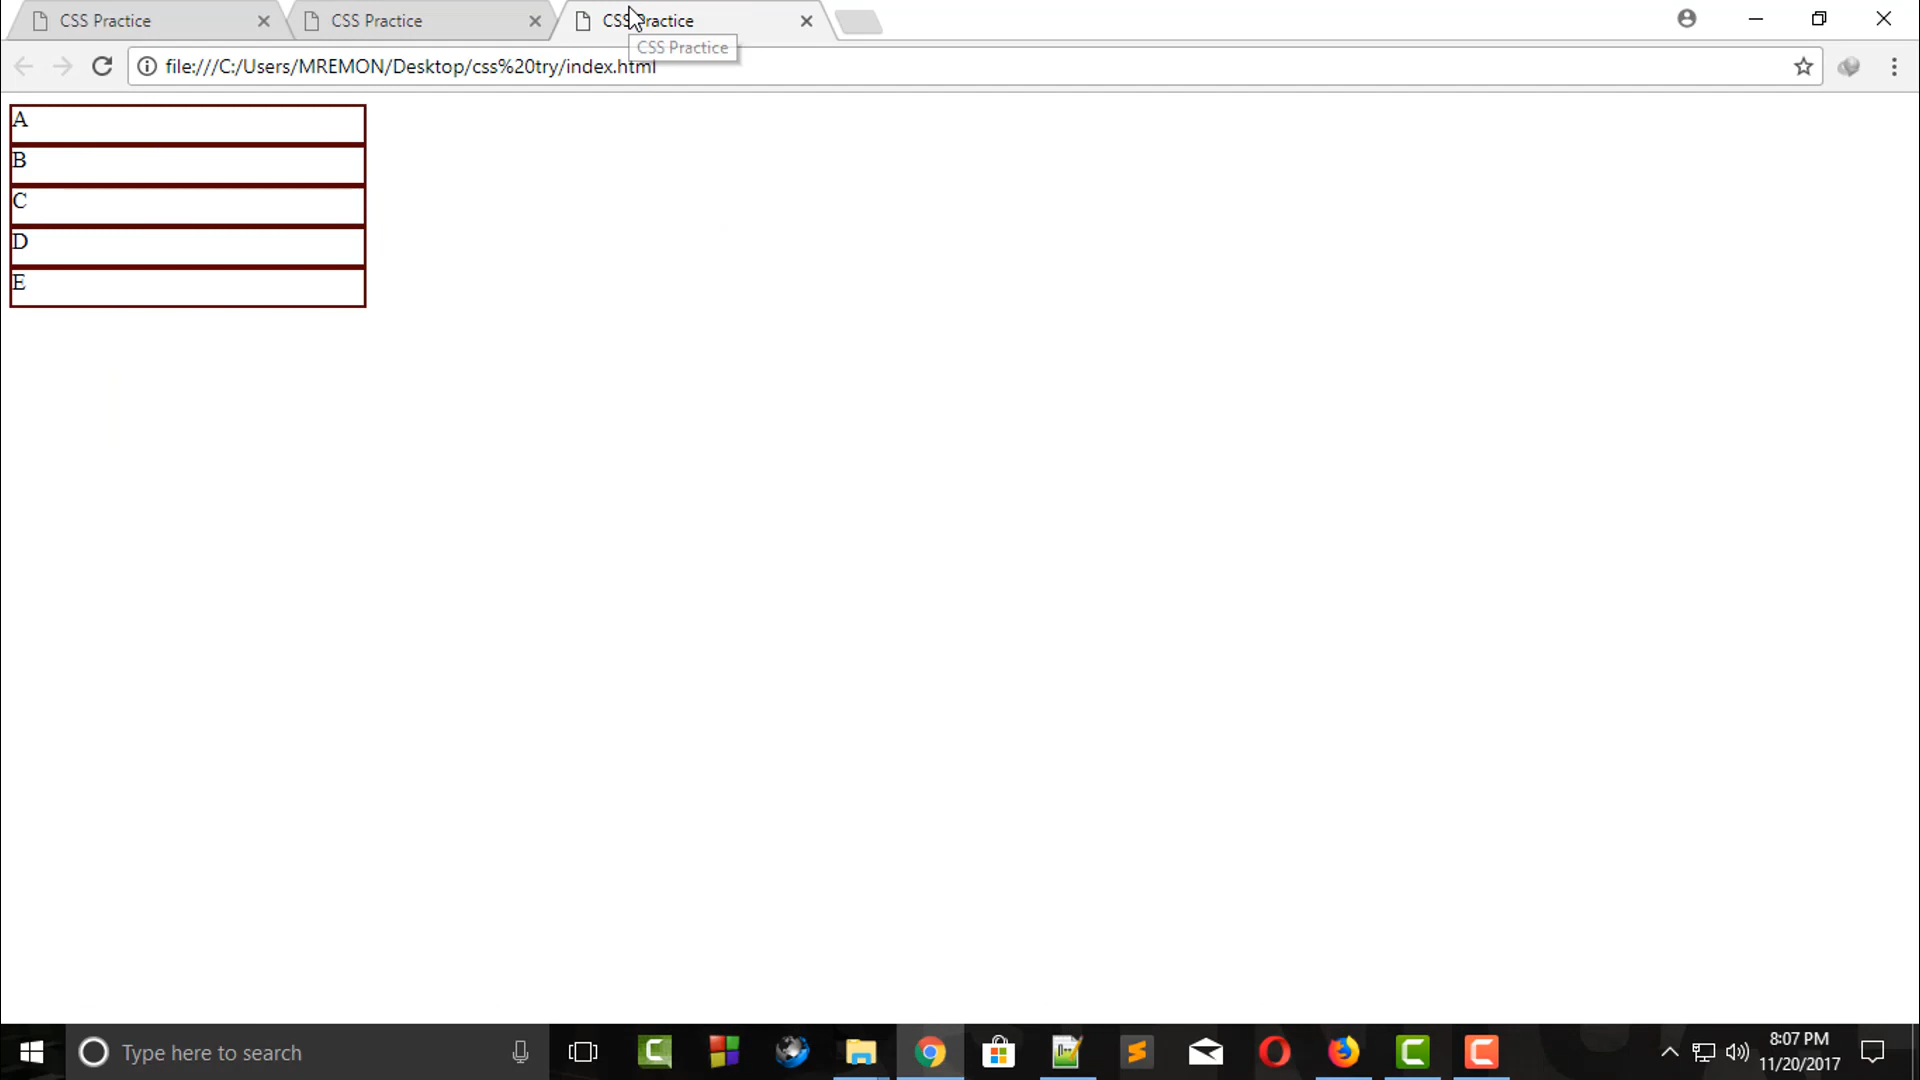 CSS Practice CSS Practice CSS Practice
CSS Practice
file:///C:/Users/MREMON/Desktop/css%20try/index.html
A
B
C
D
E
Type here to search
8:07 PM
11/20/2017